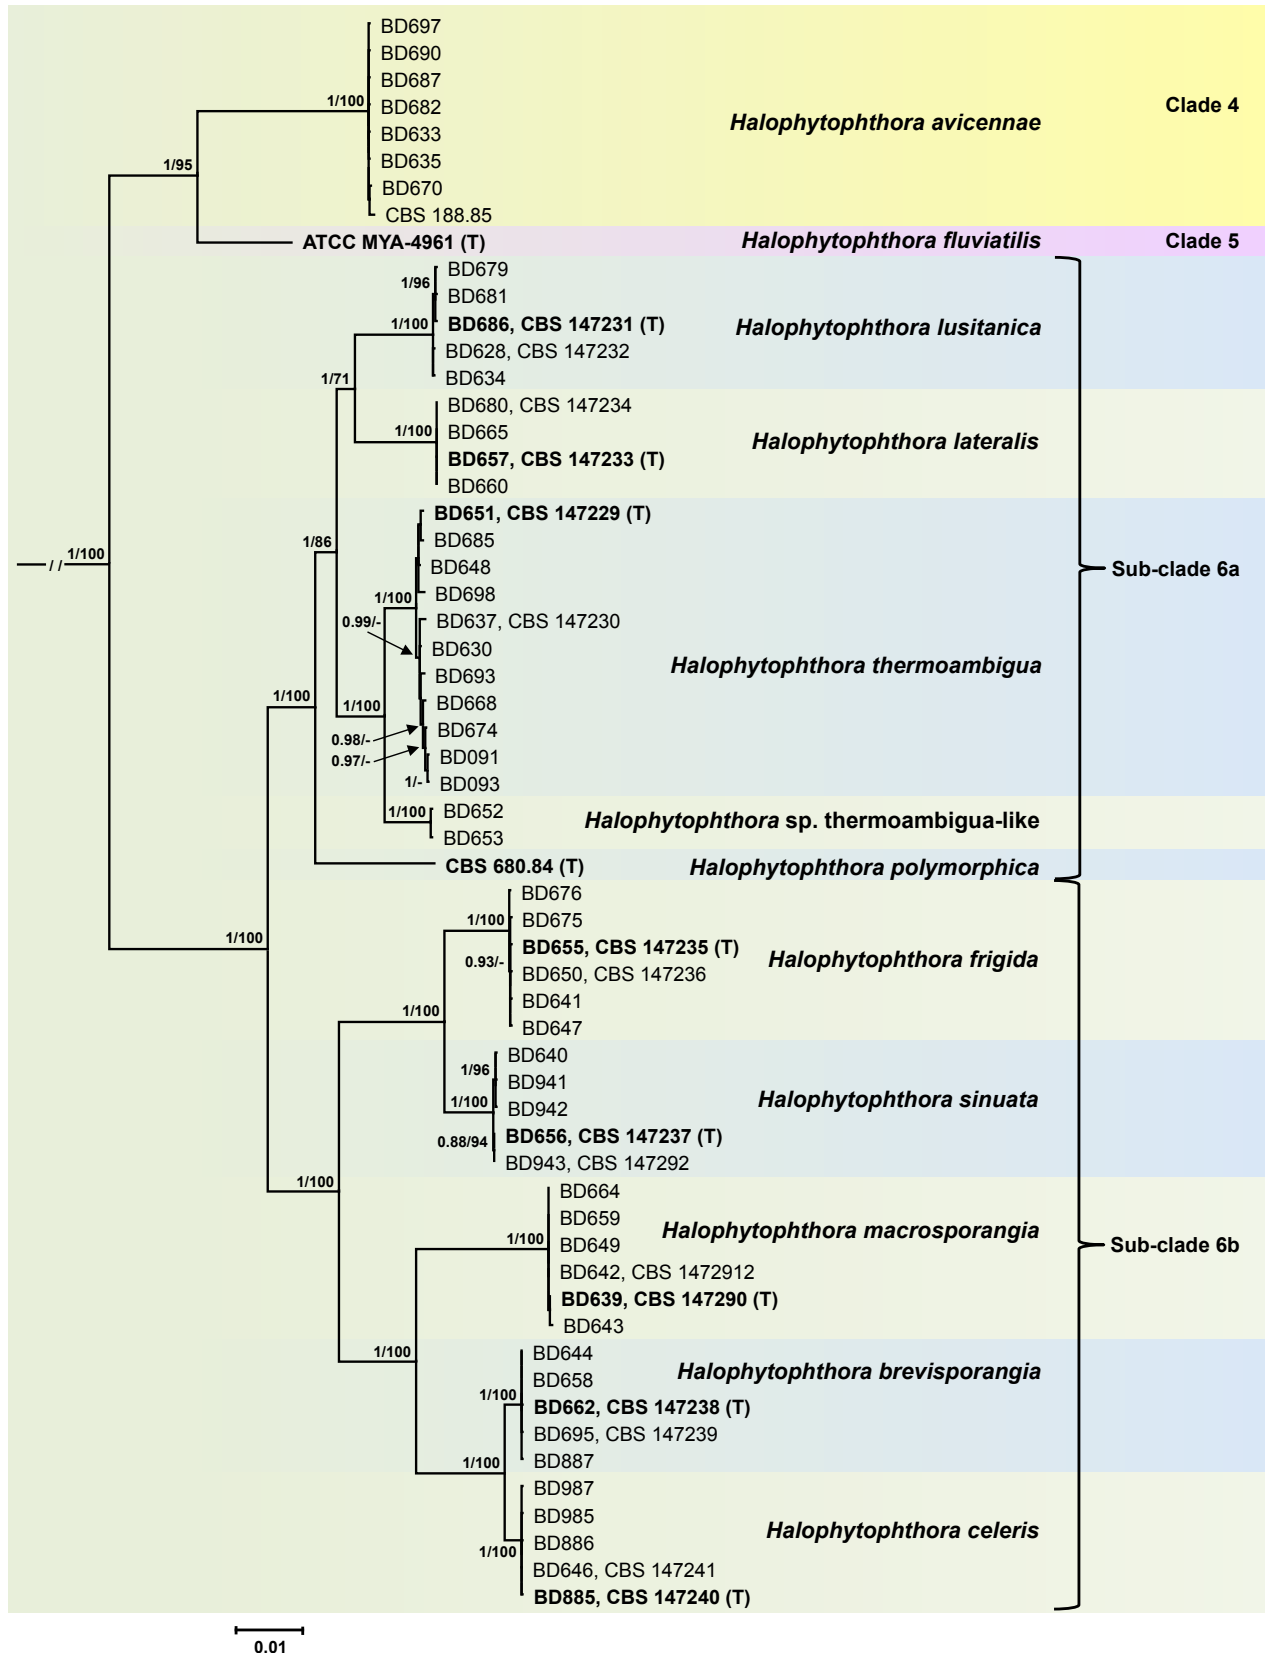 BD697
BD690
BD687
1/100
BD682
Clade 4
Halophytophthora avicennae
BD633
BD635
1/95
BD670
CBS 188.85
ATCC MYA-4961 (T)
Halophytophthora fluviatilis
Clade 5
BD679
1/96
BD681
1/100
BD686, CBS 147231 (T)
Halophytophthora lusitanica
BD628, CBS 147232
1/71
BD634
BD680, CBS 147234
1/100
BD665
Halophytophthora lateralis
BD657, CBS 147233 (T)
BD660
BD651, CBS 147229 (T)
1/86
BD685
1/100
//
BD648
Sub-clade 6a
1/100
BD698
0.99/-
BD637, CBS 147230
BD630
Halophytophthora thermoambigua
BD693
1/100
1/100
BD668
0.98/-
BD674
0.97/-
BD091
1/-
BD093
1/100
BD652
Halophytophthora sp. thermoambigua-like
BD653
CBS 680.84 (T)
Halophytophthora polymorphica
BD676
1/100
BD675
1/100
BD655, CBS 147235 (T)
Halophytophthora frigida
0.93/-
BD650, CBS 147236
BD641
1/100
BD647
BD640
1/96
BD941
1/100
BD942
Halophytophthora sinuata
0.88/94
BD656, CBS 147237 (T)
BD943, CBS 147292
1/100
BD664
BD659
Halophytophthora macrosporangia
1/100
BD649
Sub-clade 6b
BD642, CBS 1472912
BD639, CBS 147290 (T)
BD643
1/100
BD644
BD658
Halophytophthora brevisporangia
1/100
BD662, CBS 147238 (T)
BD695, CBS 147239
1/100
BD887
BD987
BD985
Halophytophthora celeris
1/100
BD886
BD646, CBS 147241
BD885, CBS 147240 (T)
0.01